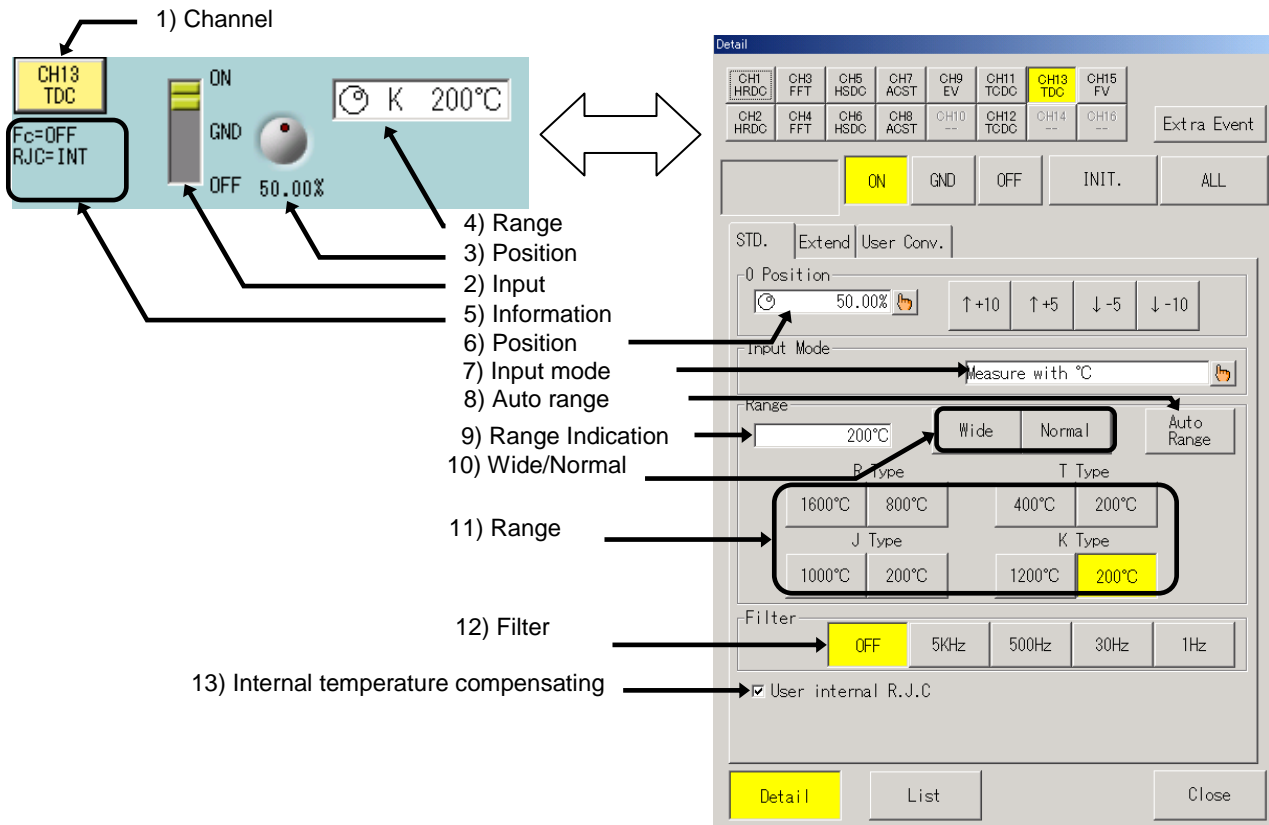 1) Channel
CH13
TDC
Fc=OFF
RJC=INT
ON
GND
OFF
50.00%
K 200℃
4) Range
3) Position
2) Input
5) Information
6) Position
7) Input mode
8) Auto range
9) Range Indication
10) Wide/Normal
11) Range
12) Filter
13) Internal temperature compensating
Detail
CH1 HRDC
CH3 FFT
CH5 HSDC
CH7 ACST
CH9 EV
CH11 TCDC
CH13 TDC
CH15 FV
CH2 HRDC
CH4 FFT
CH6 HSDC
CH8 ACST
CH10 --
CH12 TCDC
CH14 --
CH16 --
Extra Event
ON
GND
OFF
INIT.
ALL
STD.
Extend
User Conv.
0 Position
50.00%
↑+10
↑+5
↓-5
↓-10
Input Mode
Measure with ℃
Range
200℃
Wide
Normal
Auto Range
R Type
T Type
1600℃
800℃
400℃
200℃
J Type
K Type
1000℃
200℃
1200℃
200℃
Filter
OFF
5KHz
500Hz
30Hz
1Hz
User internal R.J.C
Detail
List
Close